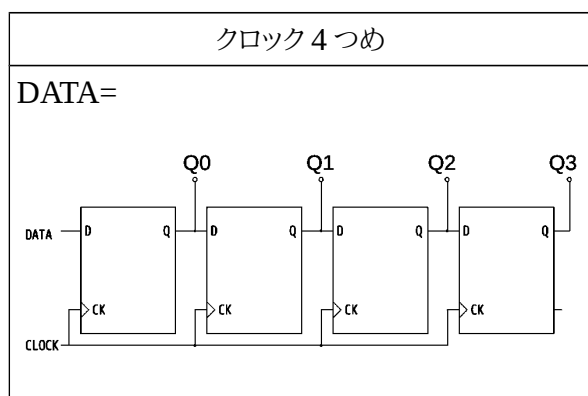 クロック 4 つめ
DATA=
Q0 Q1 Q2 Q3
DATA D Q D Q D Q D Q
CK CK CK CK
CLOCK